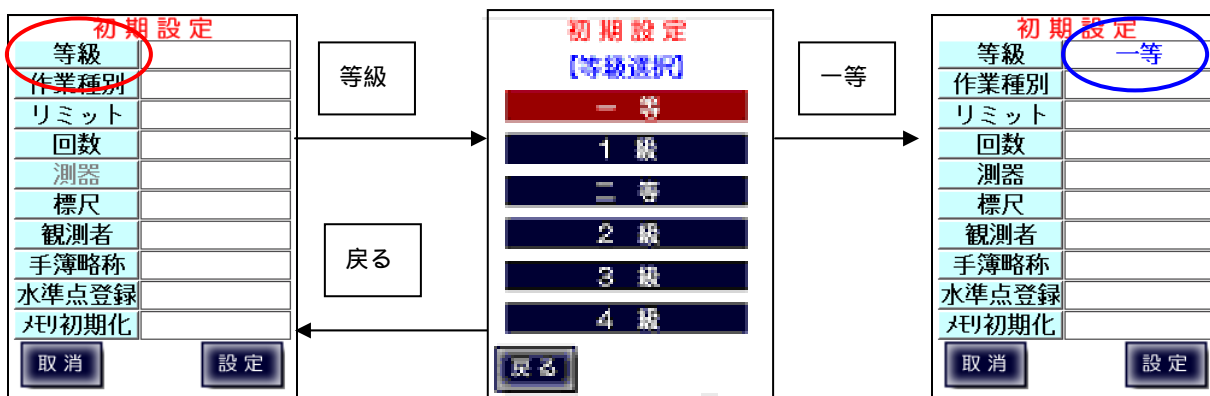 初期設定
等級
作業種別
リミット
回数
測器
標尺
観測者
手簿略称
水準点登録
ﾒﾓﾘ初期化
取消
設定
等級
戻る
初期設定
[等級選択]
一等
1級
二等
2級
3級
4級
戻る
一等
初期設定
等級 一等
作業種別
リミット
回数
測器
標尺
観測者
手簿略称
水準点登録
ﾒﾓﾘ初期化
取消
設定